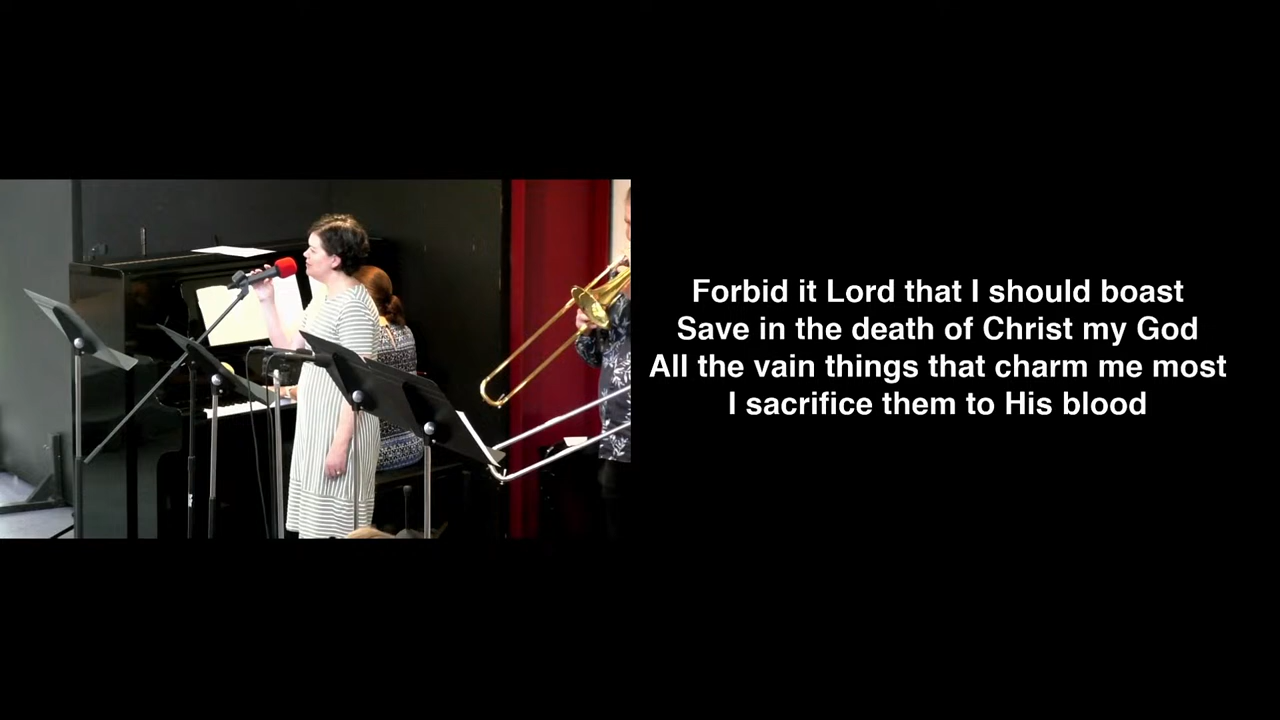 Forbid it Lord that I should boast
Save in the death of Christ my God
All the vain things that charm me most
I sacrifice them to His blood